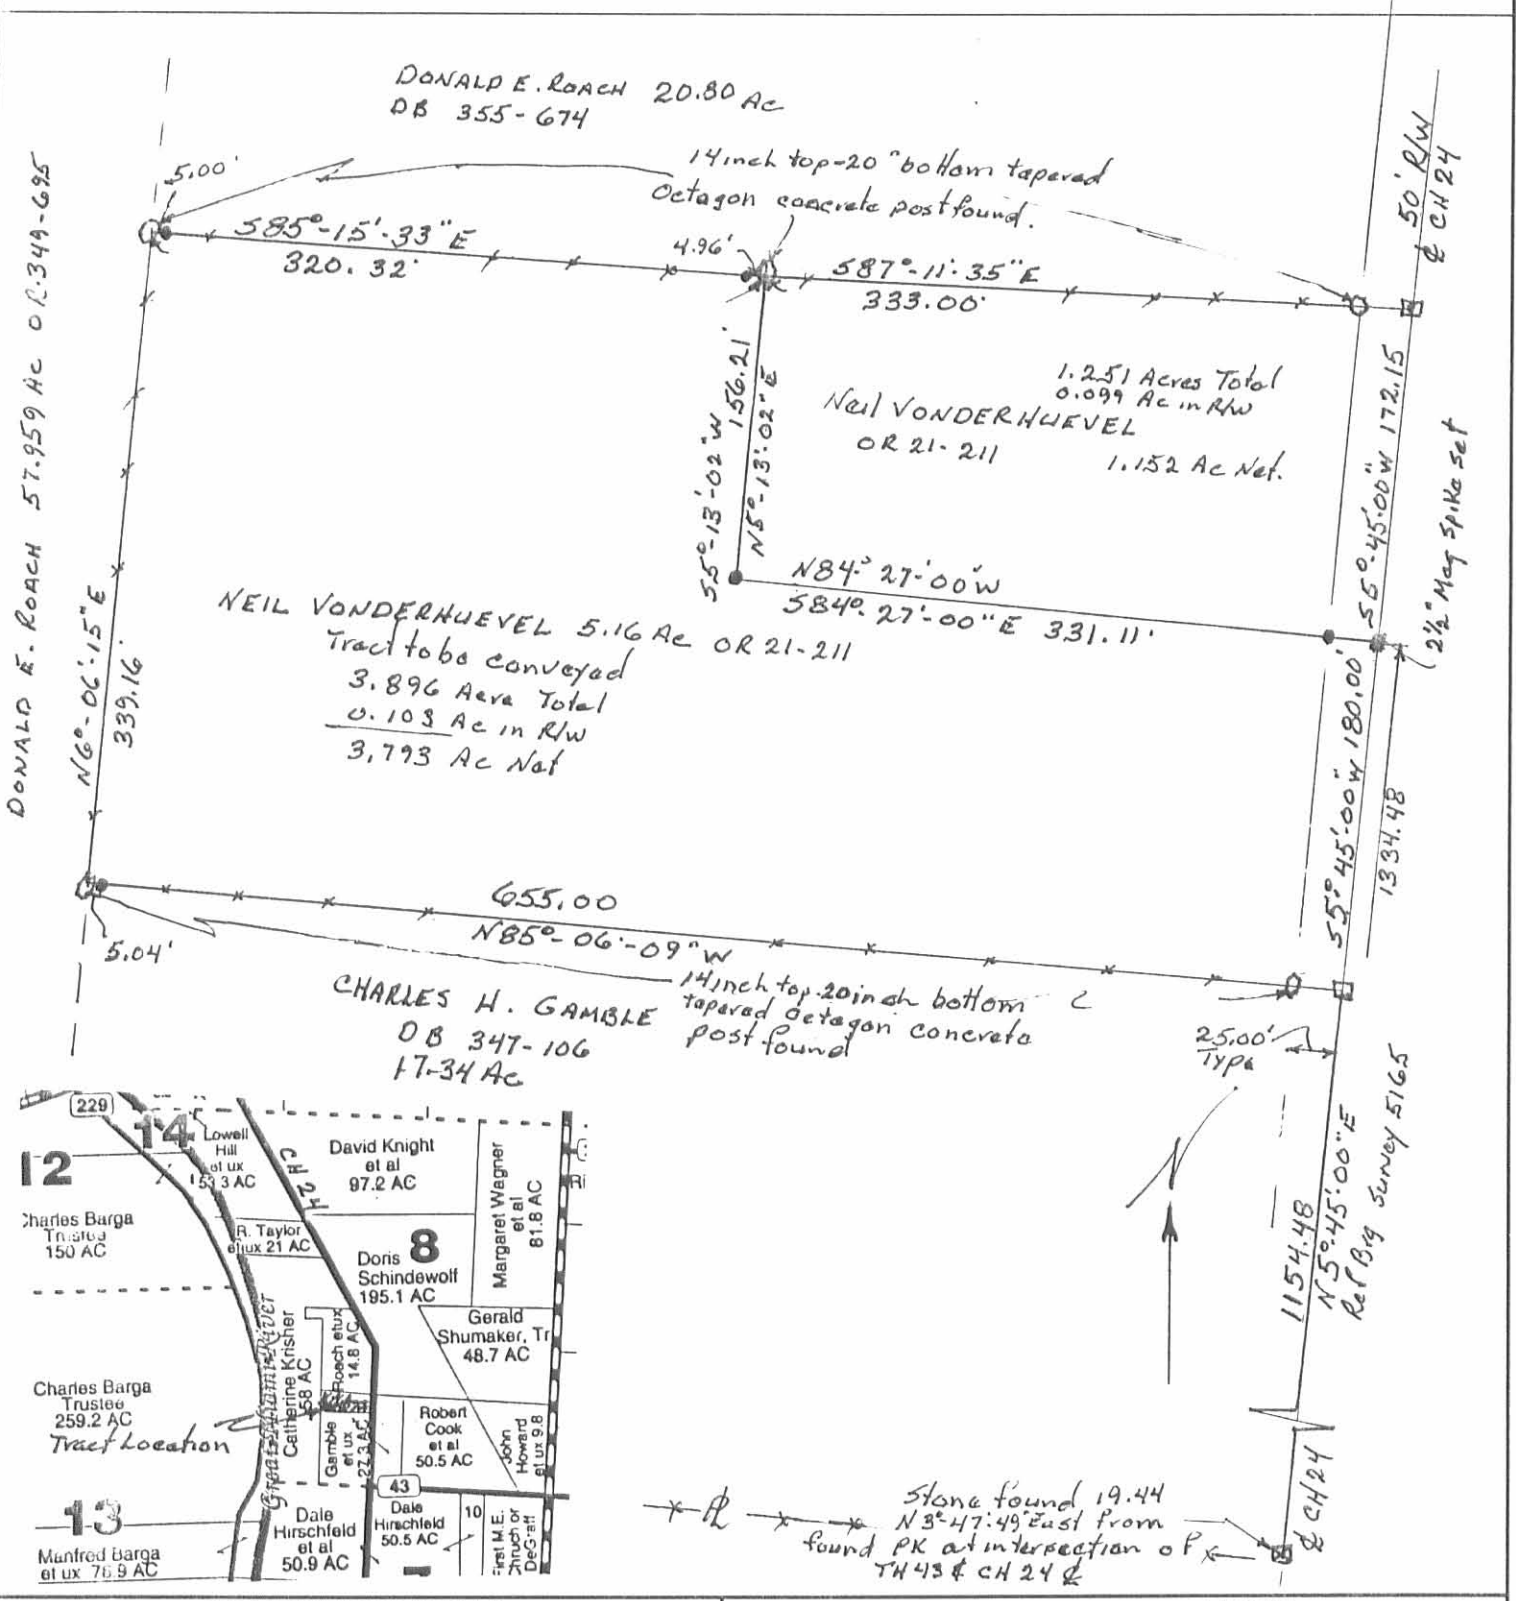 DONALD E. ROACH 20.80 Ac
DB 355-674
50' R/W
℄ CH 24
5.00'
14 inch top-20" bottom tapered
Octagon concrete post found.
S85°-15'-33"E
320.32'
4.96'
S87°-11'-35"E
333.00'
DONALD E. ROACH 57.959 Ac O.R. 349-695
S5°-13'-02"W 156.21'
N5°-13'-02"E
1.251 Acres Total
0.099 Ac in R/W
Neil VONDERHUEVEL
OR 21-211
1.152 Ac Net.
S5°-45'-00"W 172.15
2½" Mag Spike Set
N84° 27'-00"W
S84°-27'-00"E 331.11'
NEIL VONDERHUEVEL 5.16 Ac OR 21-211
Tract to be conveyed
3.896 Acre Total
0.103 Ac in R/W
3.793 Ac Net
N6°-06'-15"E
339.16'
S5°-45'-00"W 180.00'
1334.48
655.00
N85°-06'-09"W
5.04'
CHARLES H. GAMBLE
DB 347-106
17-34 Ac
14 inch top-20 inch bottom
tapered Octagon concrete
post found
25.00'
Typ.
1154.48
N5°-45'-00"E
Ref Brg Survey 5165
N
℄ CH 24
Stone found 19.44
N 3°-47'-49" East from
found PK at intersection of
TH 43 ℄ CH 24 ℄
229
14
Lowell
Hill
et ux
53.3 AC
CH 24
David Knight
et al
97.2 AC
Margaret Wagner
et al
81.8 AC
Ri
12
Charles Barga
Trustee
150 AC
R. Taylor
et ux 21 AC
8
Doris
Schindewolf
195.1 AC
Great Miami River
Catherine Krisher
58 AC
Roach et ux
14.8 AC
Gerald
Shumaker, Tr
48.7 AC
Charles Barga
Trustee
259.2 AC
Tract Location
Gamble
et ux
27.3 AC
Robert
Cook
et al
50.5 AC
John
Howard
et ux 9.8
43
13
Manfred Barga
et ux 76.9 AC
Dale
Hirschfeld
et al
50.9 AC
Dale
Hirschfeld
50.5 AC
10
First M.E.
Church of
DeGraff